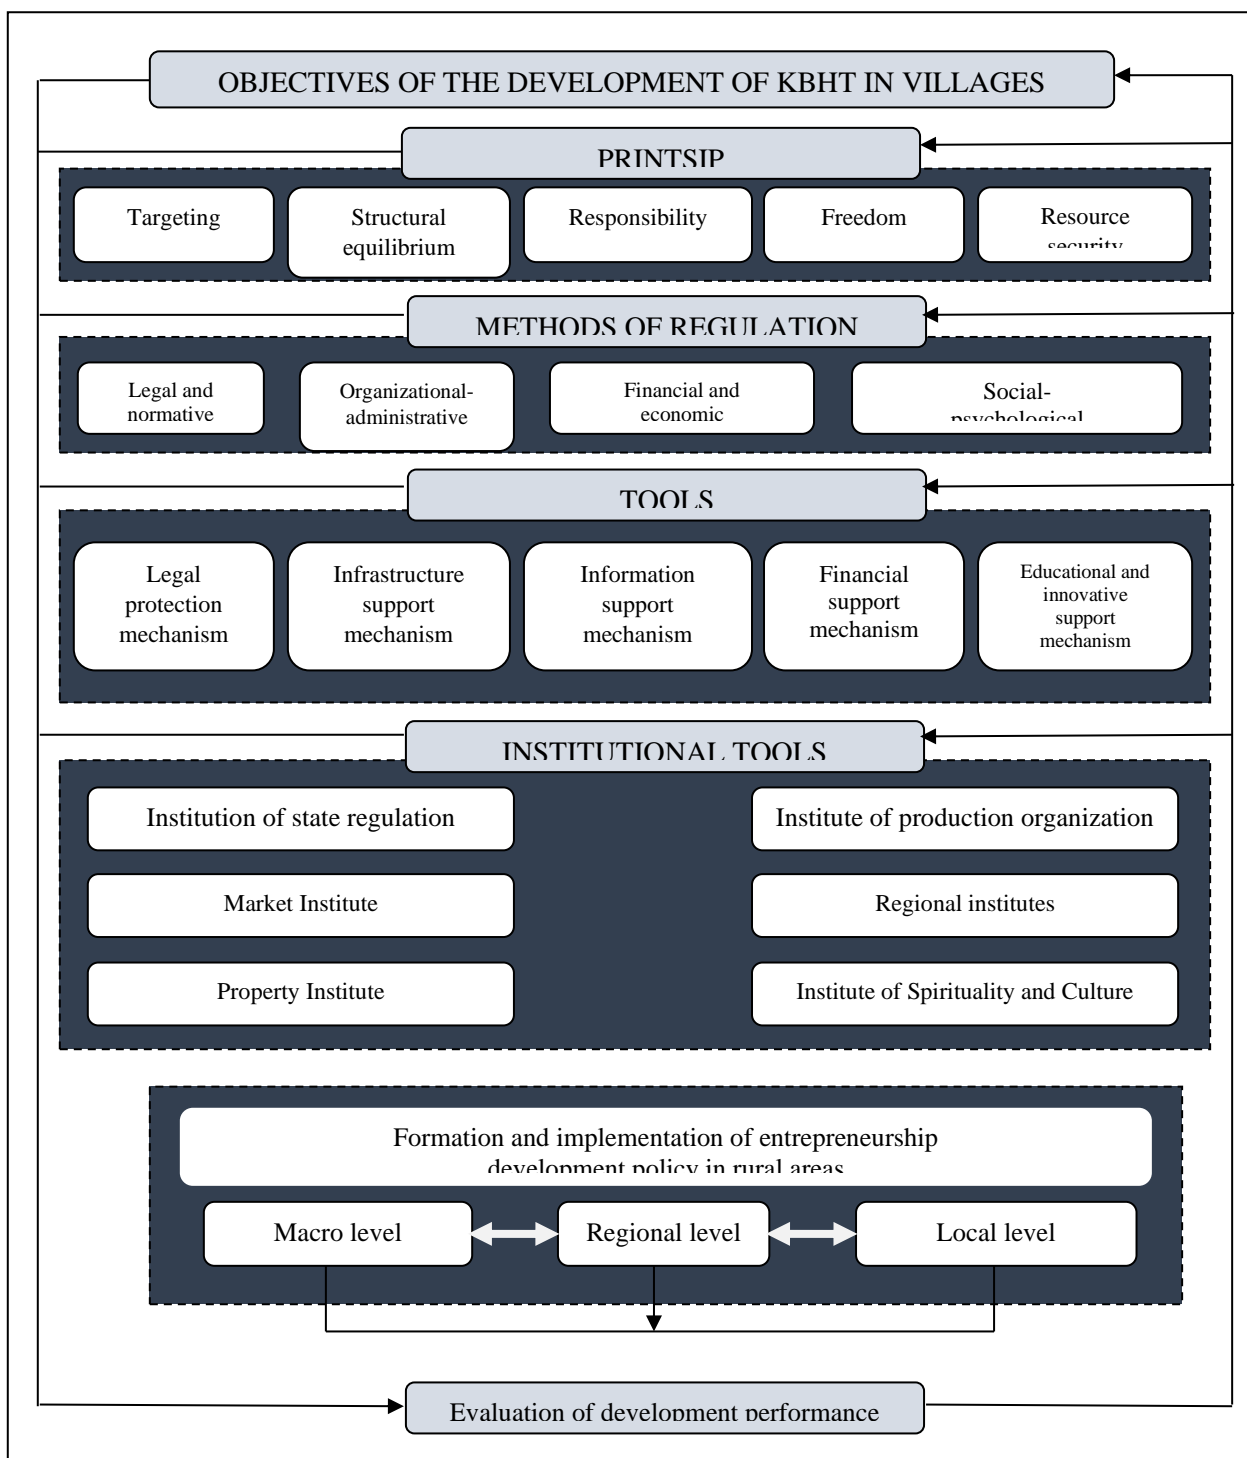 OBJECTIVES OF THE DEVELOPMENT OF KBHT IN VILLAGES
PRINTSIP
Targeting
Structural
equilibrium
Responsibility
Freedom
Resource
security
METHODS OF REGULATION
Legal and
normative
Organizational-
administrative
Financial and
economic
Social-
psychological
TOOLS
Legal
protection
mechanism
Infrastructure
support
mechanism
Information
support
mechanism
Financial
support
mechanism
Educational and
innovative
support
mechanism
INSTITUTIONAL TOOLS
Institution of state regulation
Institute of production organization
Market Institute
Regional institutes
Property Institute
Institute of Spirituality and Culture
Formation and implementation of entrepreneurship
development policy in rural areas
Macro level
Regional level
Local level
Evaluation of development performance